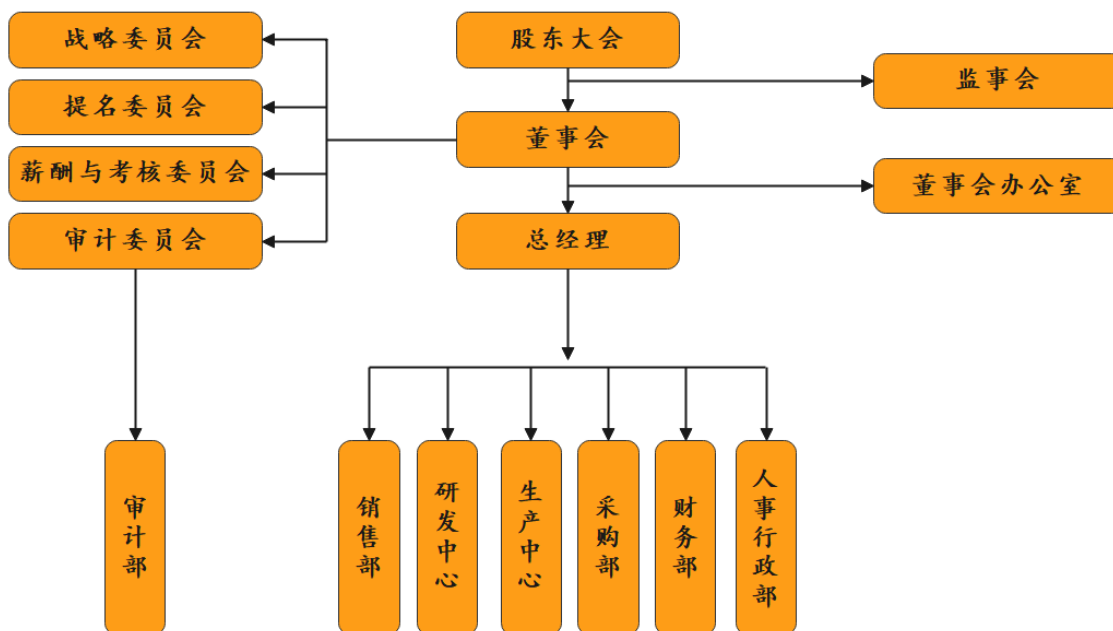 战略委员会
股东大会
监事会
提名委员会
董事会
薪酬与考核委员会
董事会办公室
审计委员会
总经理
审计部
销售部
研发中心
生产中心
采购部
财务部
人事行政部